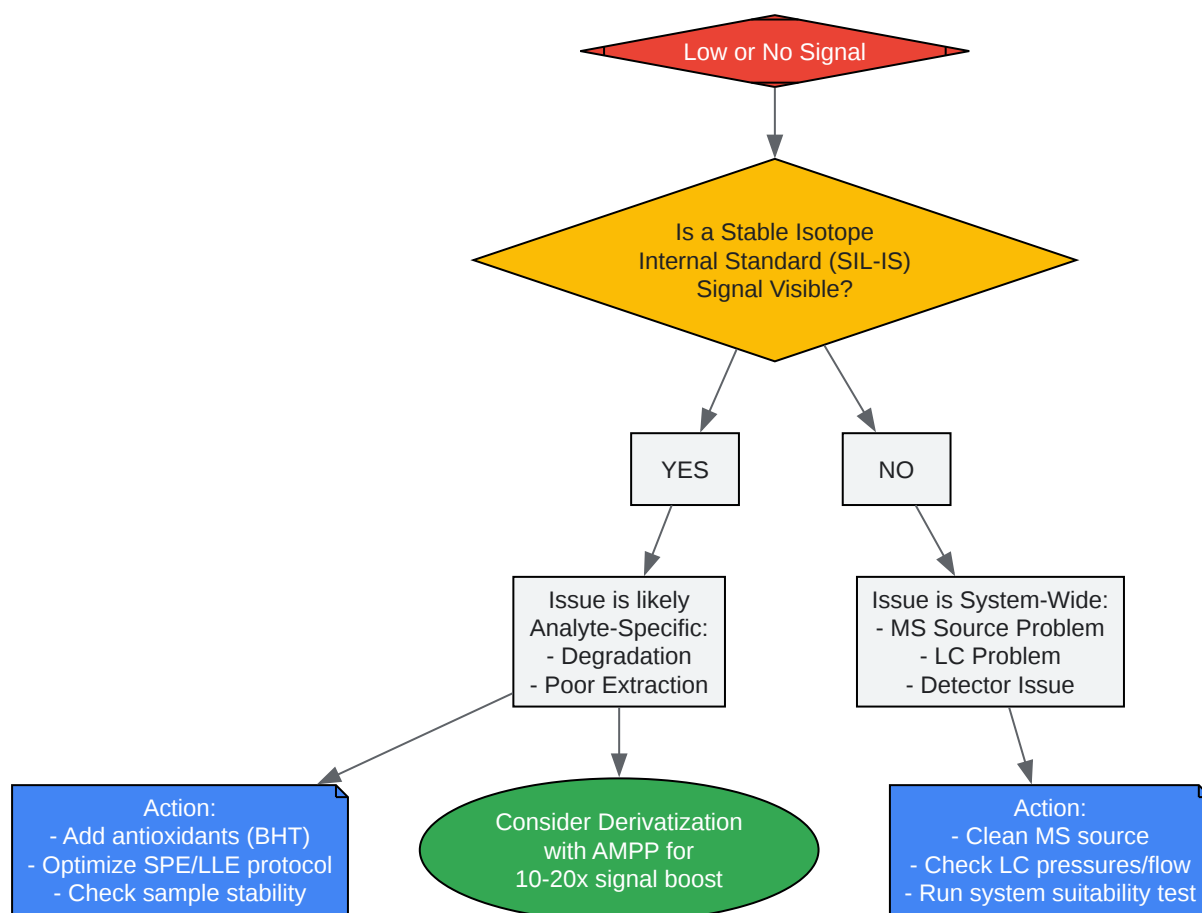 Low or No Signal
Is a Stable Isotope
Internal Standard (SIL-IS)
Signal Visible?
YES
NO
Issue is likely
Analyte-Specific:
- Degradation
- Poor Extraction
Issue is System-Wide:
- MS Source Problem
- LC Problem
- Detector Issue
Action:
- Add antioxidants (BHT)
- Optimize SPE/LLE protocol
- Check sample stability
Consider Derivatization
with AMPP for
10-20x signal boost
Action:
- Clean MS source
- Check LC pressures/flow
- Run system suitability test